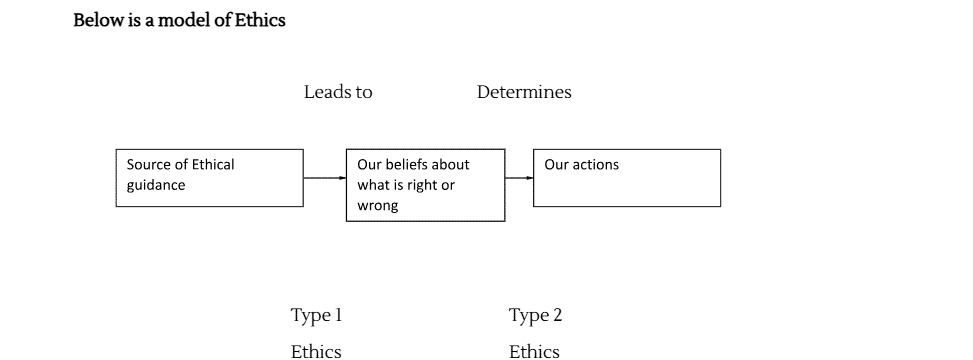 Below is a model of Ethics
Leads to Determines
Source of Ethical
guidance
Our beliefs about
what is right or
wrong
Our actions
Type 1 Type 2
Ethics Ethics